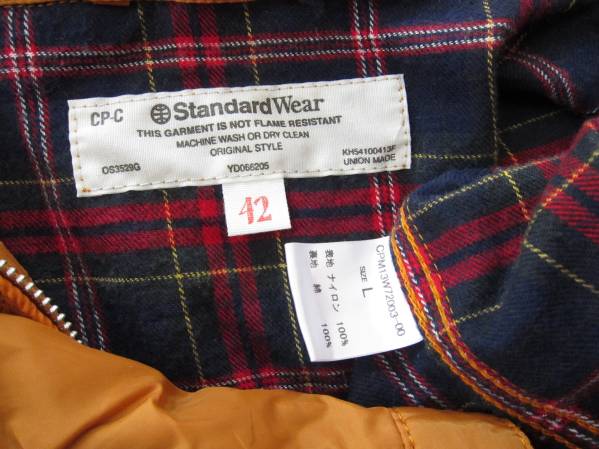 CP-C StandardWear
THIS GARMENT IS NOT FLAME RESISTANT
MACHINE WASH OR DRY CLEAN
ORIGINAL STYLE
OS3529G YD066205 KH54100413F
UNION MADE
42
CPM13W72003-00
SIZE L
表地 ナイロン 100%
裏地 綿 100%